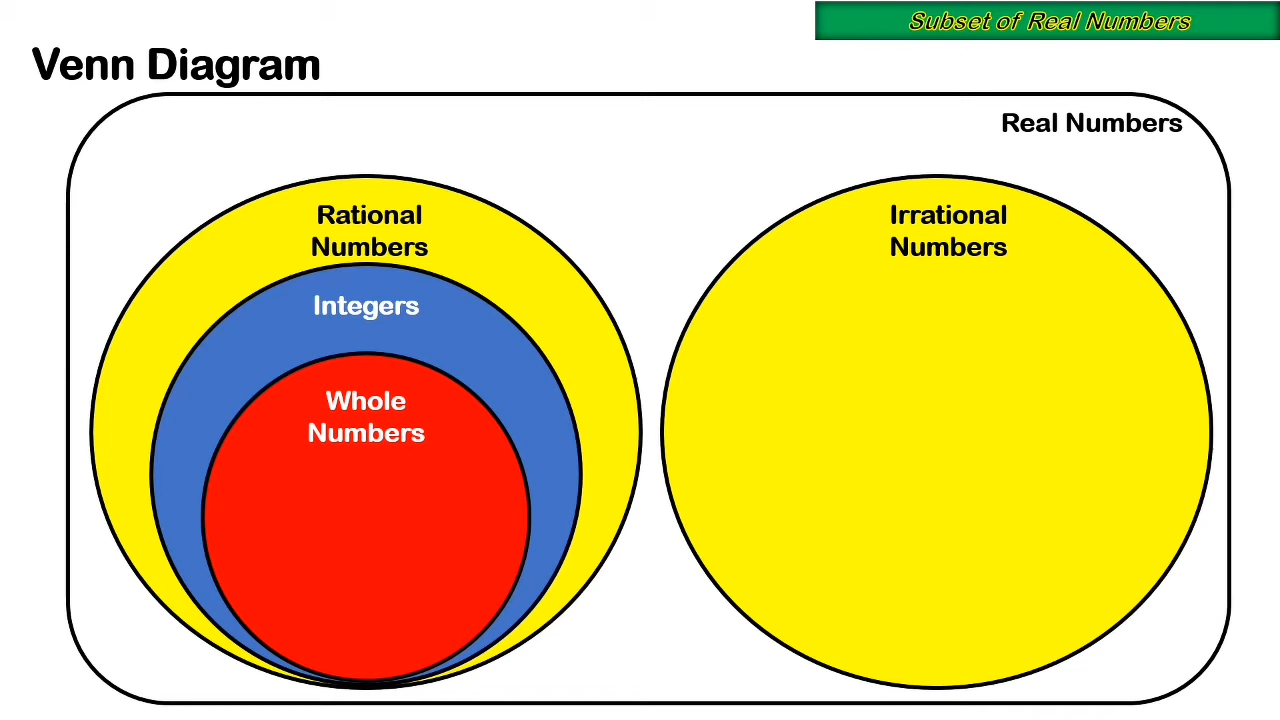 Subset of Real Numbers
Venn Diagram
Real Numbers
Rational
Numbers
Irrational
Numbers
Integers
Whole
Numbers